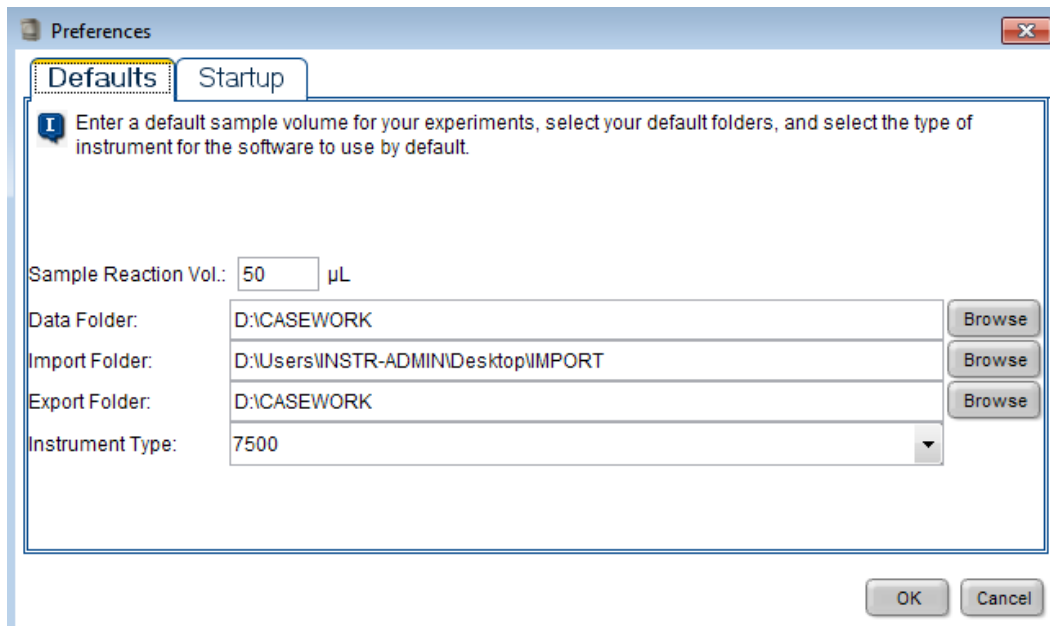 Preferences
Defaults Startup
I
Enter a default sample volume for your experiments, select your default folders, and select the type of
instrument for the software to use by default.
Sample Reaction Vol.: 50 µL
Data Folder: D:\CASEWORK Browse
Import Folder: D:\Users\INSTR-ADMIN\Desktop\IMPORT Browse
Export Folder: D:\CASEWORK Browse
Instrument Type: 7500
OK Cancel